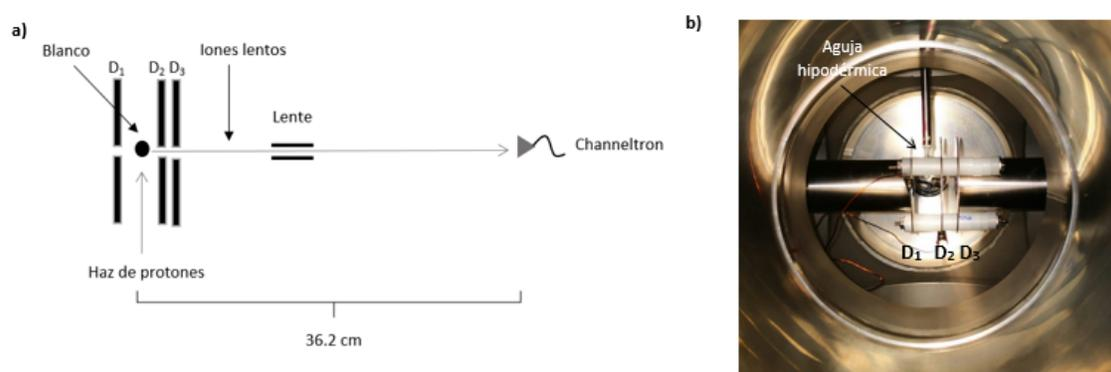 a)
Blanco
Iones lentos
D₁
D₂ D₃
Lente
Channeltron
Haz de protones
36.2 cm
b)
Aguja
hipodérmica
D₁ D₂ D₃